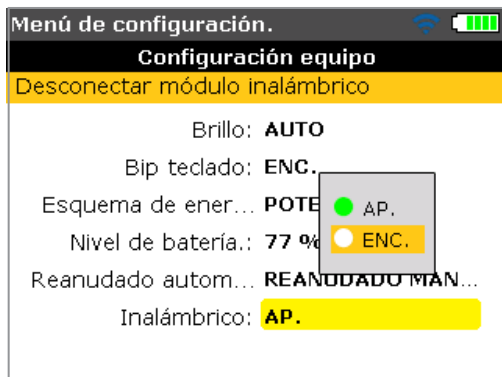 Menú de configuración.
Configuración equipo
Desconectar módulo inalámbrico
Brillo: AUTO
Bip teclado: ENC.
Esquema de ener... POTE
AP.
Nivel de batería.: 77 %
ENC.
Reanudado autom... REANUDADO MAN...
Inalámbrico: AP.